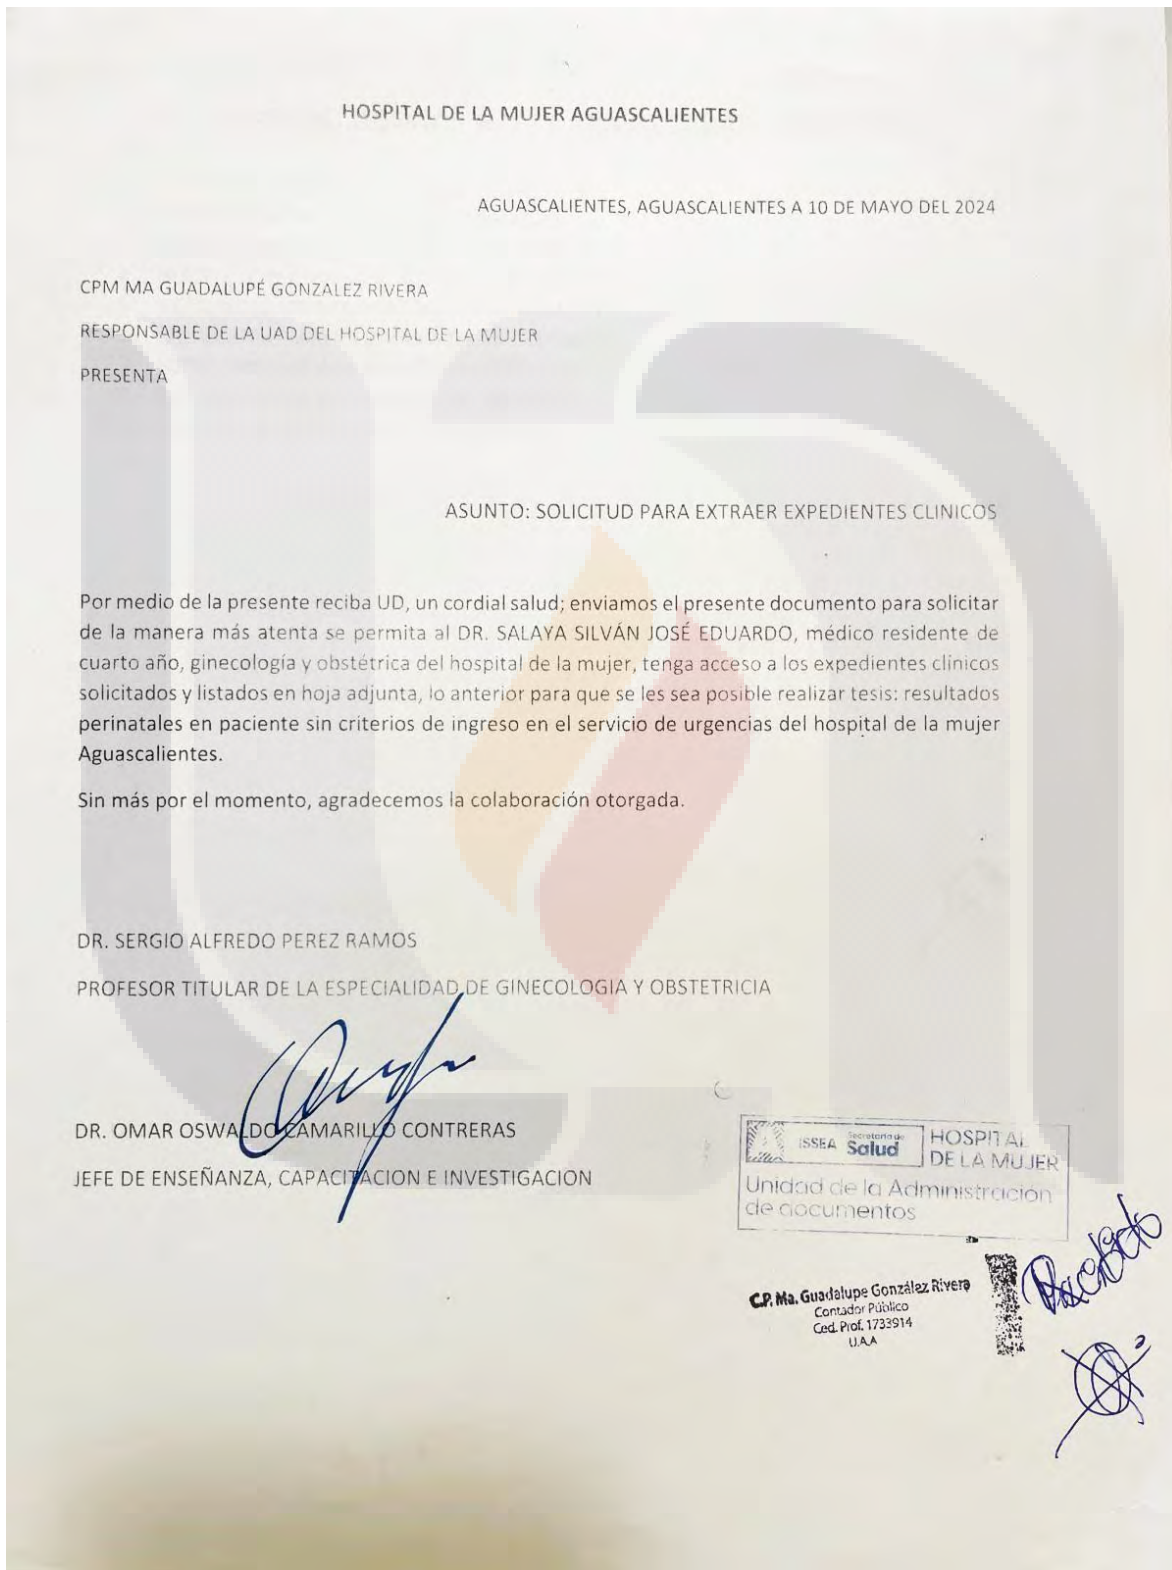 HOSPITAL DE LA MUJER AGUASCALIENTES
AGUASCALIENTES, AGUASCALIENTES A 10 DE MAYO DEL 2024
CPM MA GUADALUPÉ GONZALEZ RIVERA
RESPONSABLE DE LA UAD DEL HOSPITAL DE LA MUJER
PRESENTA
ASUNTO: SOLICITUD PARA EXTRAER EXPEDIENTES CLINICOS
Por medio de la presente reciba UD, un cordial salud; enviamos el presente documento para solicitar
de la manera más atenta se permita al DR. SALAYA SILVÁN JOSÉ EDUARDO, médico residente de
cuarto año, ginecología y obstétrica del hospital de la mujer, tenga acceso a los expedientes clínicos
solicitados y listados en hoja adjunta, lo anterior para que se les sea posible realizar tesis: resultados
perinatales en paciente sin criterios de ingreso en el servicio de urgencias del hospital de la mujer
Aguascalientes.
Sin más por el momento, agradecemos la colaboración otorgada.
DR. SERGIO ALFREDO PEREZ RAMOS
PROFESOR TITULAR DE LA ESPECIALIDAD DE GINECOLOGIA Y OBSTETRICIA
DR. OMAR OSWALDO CAMARILLO CONTRERAS
JEFE DE ENSEÑANZA, CAPACITACION E INVESTIGACION
ISSEA Secretaría de Salud HOSPITAL DE LA MUJER
Unidad de la Administración
de documentos
C.P. Ma. Guadalupe González Rivera
Contador Público
Ced. Prof. 1733914
U.A.A